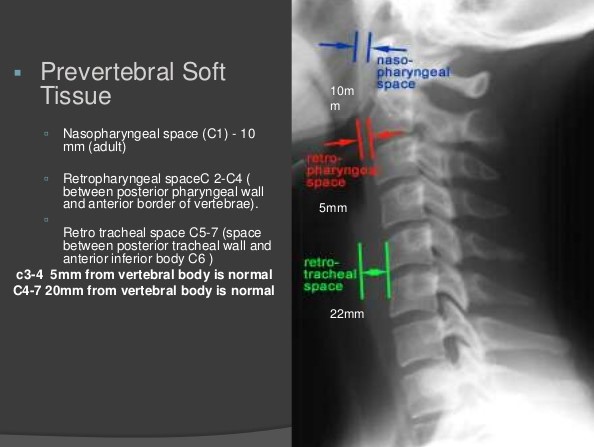 Prevertebral Soft
Tissue
Nasopharyngeal space (C1) - 10
mm (adult)
Retropharyngeal spaceC 2-C4 (
between posterior pharyngeal wall
and anterior border of vertebrae).
Retro tracheal space C5-7 (space
between posterior tracheal wall and
anterior inferior body C6 )
c3-4 5mm from vertebral body is normal
C4-7 20mm from vertebral body is normal
naso-
pharyngeal
space
10m
m
retro-
pharyngeal
space
5mm
retro-
tracheal
space
22mm